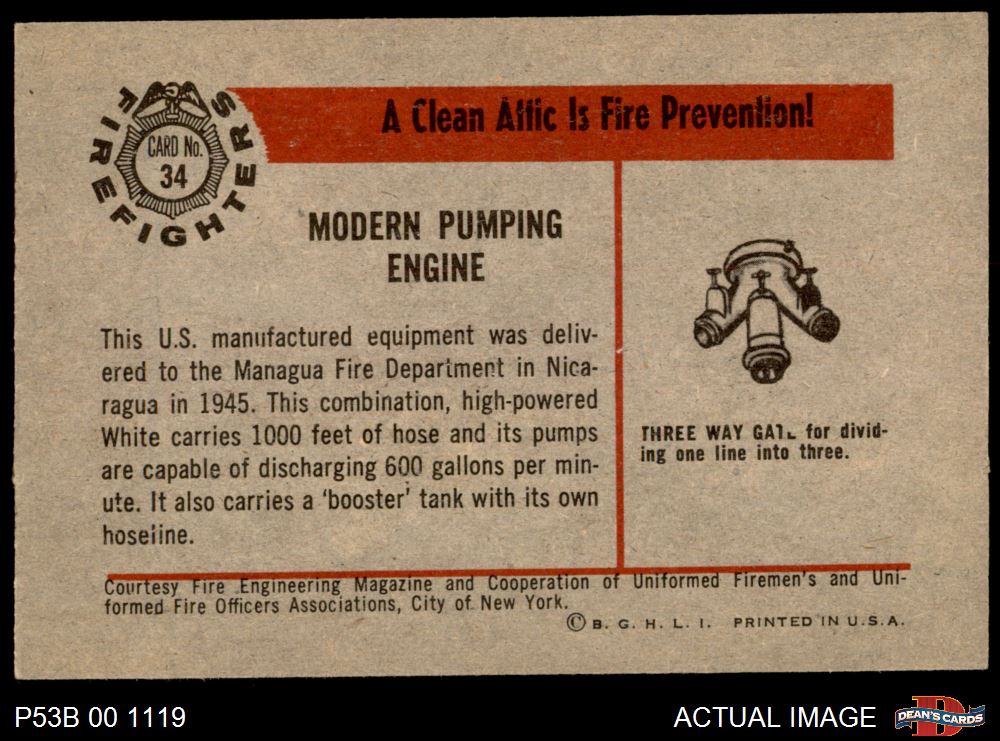 FIREFIGHTERS
CARD No.
34
A Clean Attic Is Fire Prevention!
MODERN PUMPING
ENGINE
This U.S. manufactured equipment was deliv-
ered to the Managua Fire Department in Nica-
ragua in 1945. This combination, high-powered
White carries 1000 feet of hose and its pumps
are capable of discharging 600 gallons per min-
ute. It also carries a 'booster' tank with its own
hoseline.
THREE WAY GATE for divid-
ing one line into three.
Courtesy Fire Engineering Magazine and Cooperation of Uniformed Firemen's and Uni-
formed Fire Officers Associations, City of New York.
© B. G. H. L. I. PRINTED IN U.S.A.
P53B 00 1119
ACTUAL IMAGE
D
DEAN'S CARDS